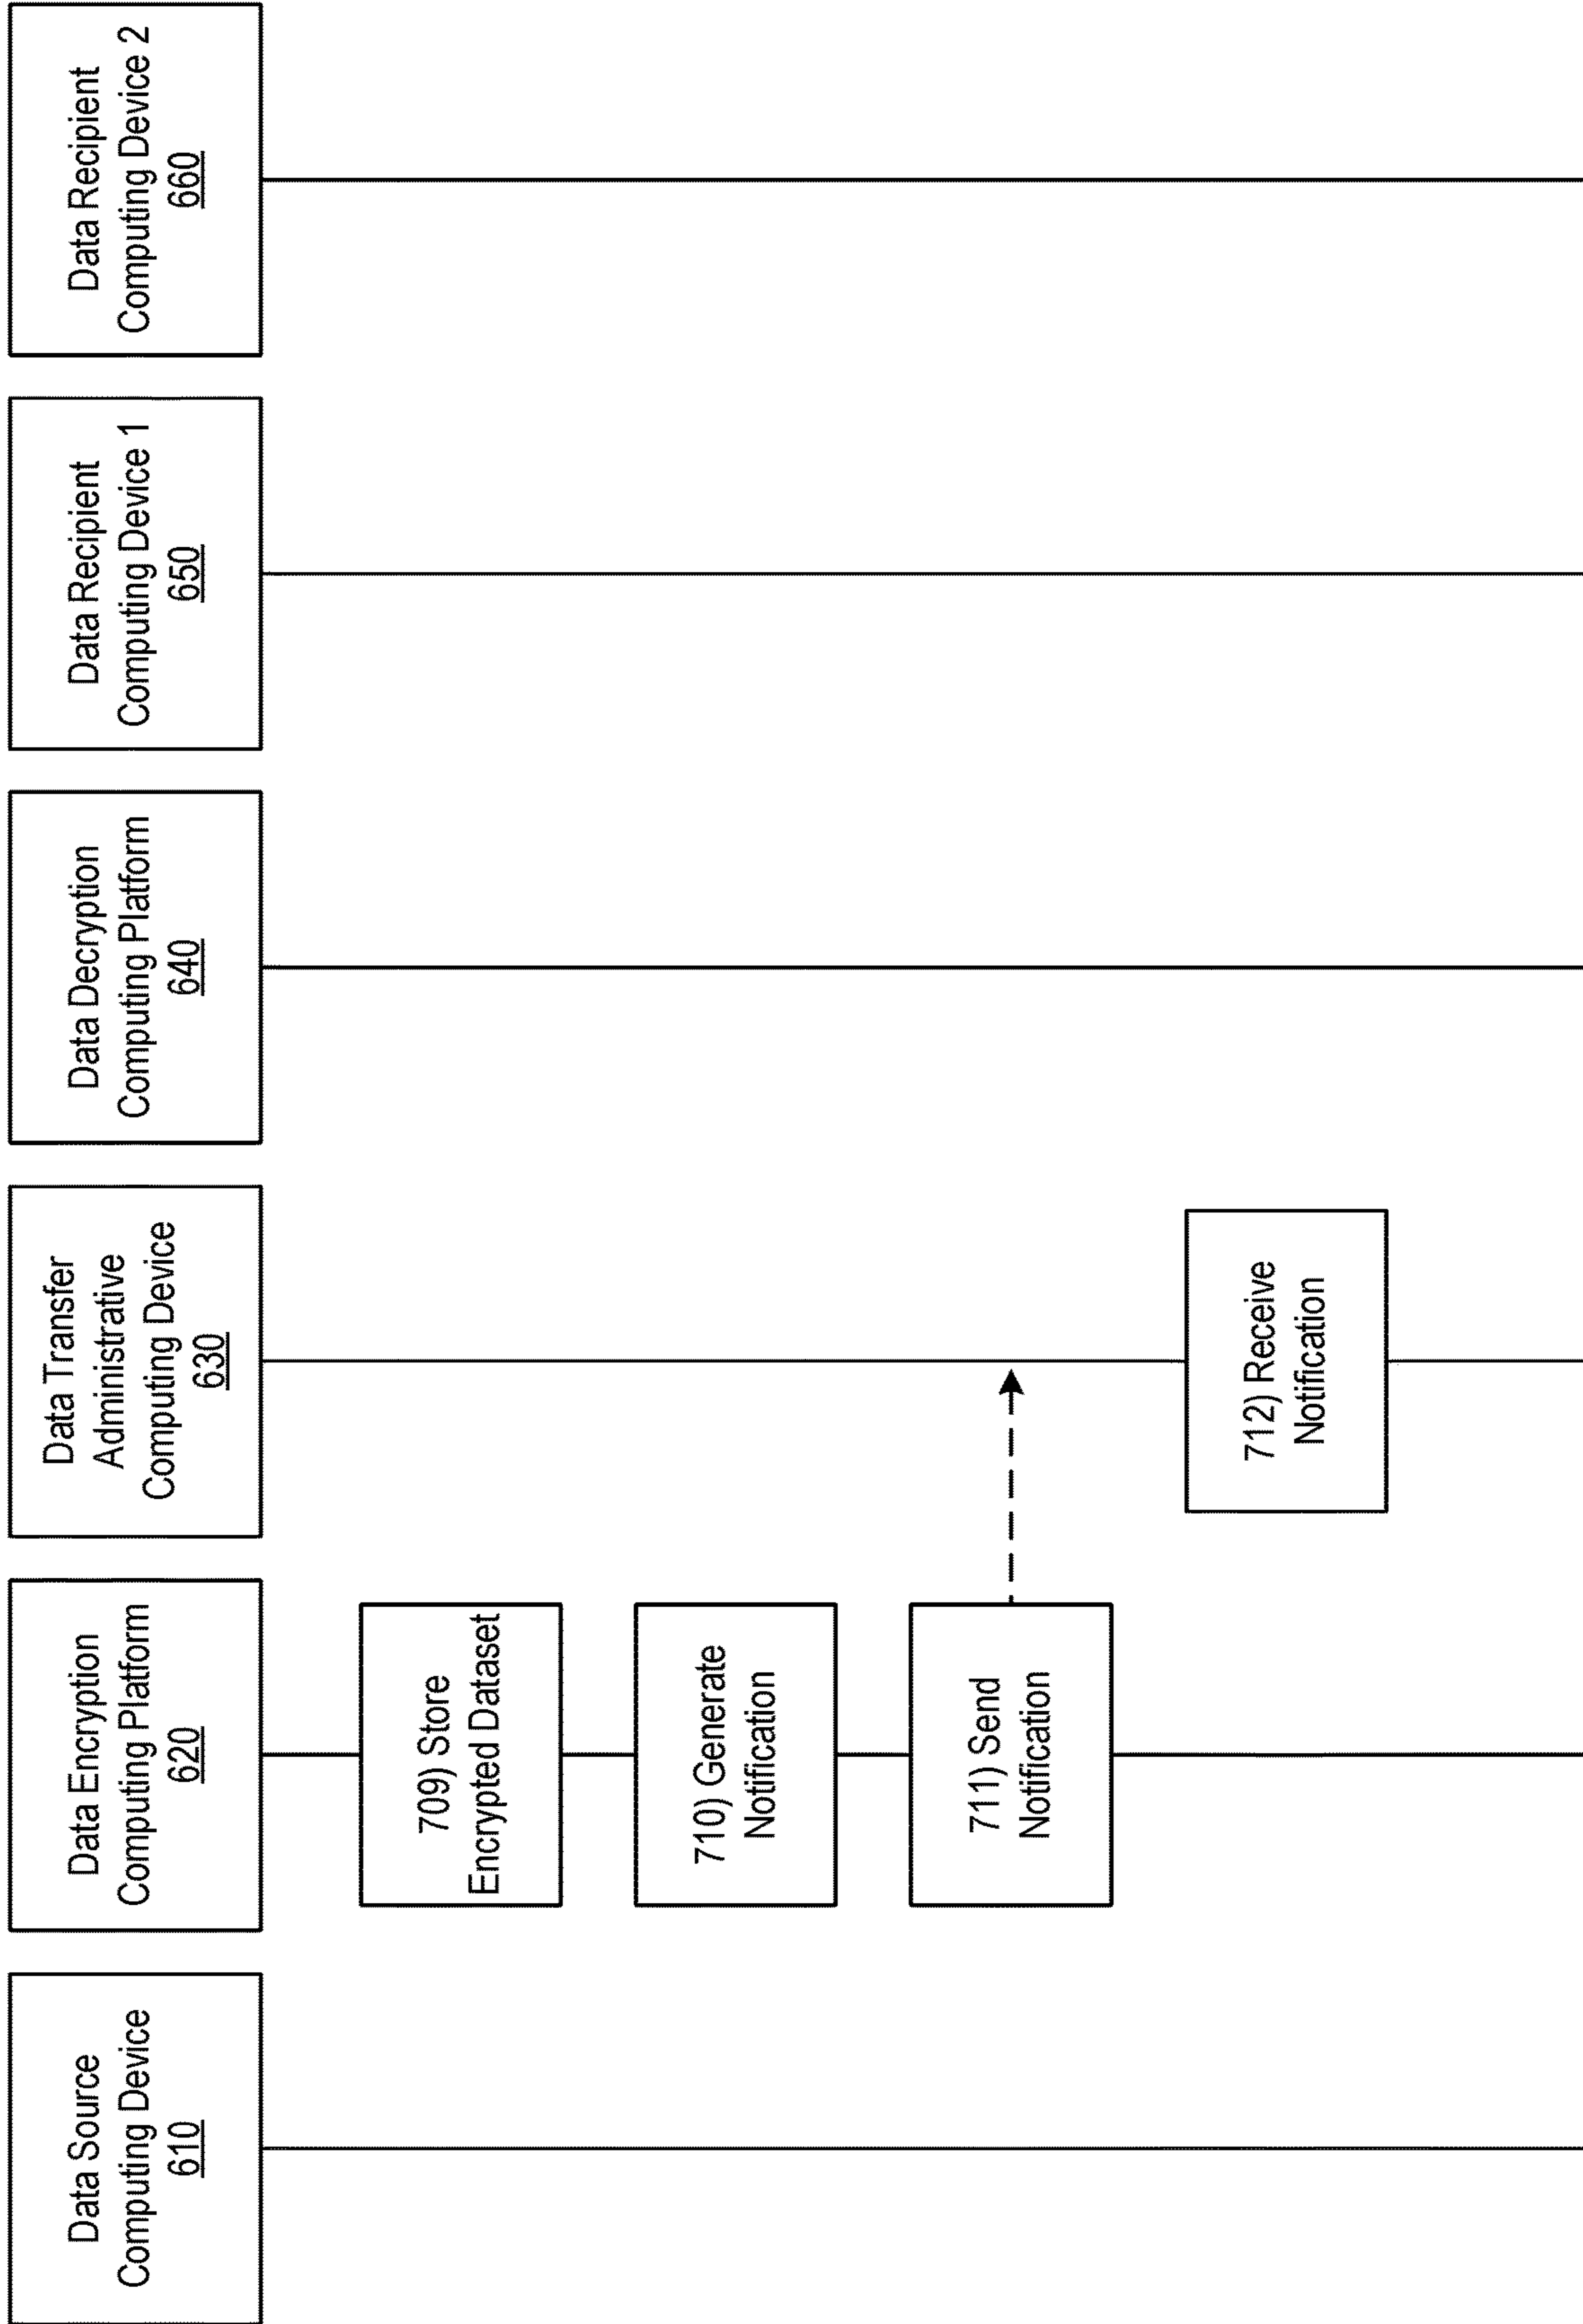 Data Source
Computing Device
610
Data Encryption
Computing Platform
620
Data Transfer
Administrative
Computing Device
630
Data Decryption
Computing Platform
640
Data Recipient
Computing Device 1
650
Data Recipient
Computing Device 2
660
709) Store
Encrypted Dataset
710) Generate
Notification
711) Send
Notification
712) Receive
Notification